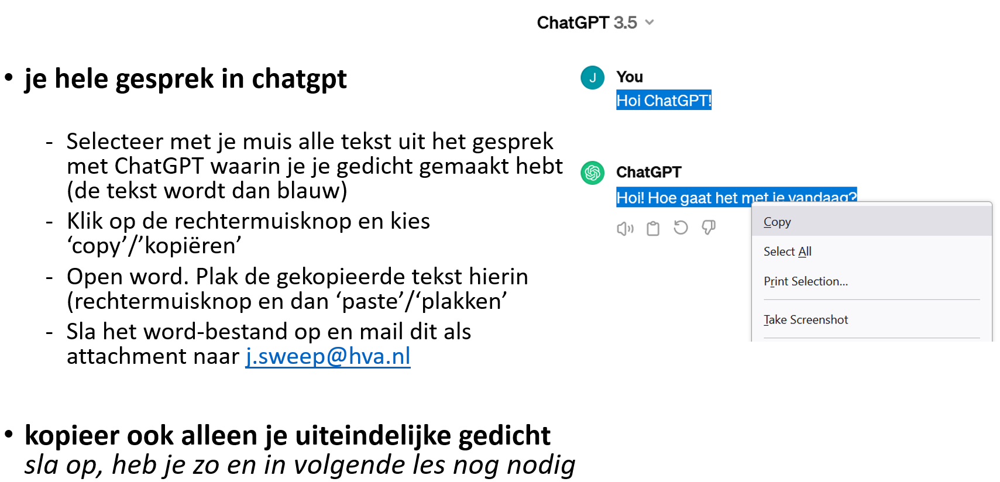 ChatGPT 3.5
• je hele gesprek in chatgpt
- Selecteer met je muis alle tekst uit het gesprek
met ChatGPT waarin je je gedicht gemaakt hebt
(de tekst wordt dan blauw)
- Klik op de rechtermuisknop en kies
‘copy’/’kopiëren’
- Open word. Plak de gekopieerde tekst hierin
(rechtermuisknop en dan ‘paste’/‘plakken’
- Sla het word-bestand op en mail dit als
attachment naar j.sweep@hva.nl
• kopieer ook alleen je uiteindelijke gedicht
sla op, heb je zo en in volgende les nog nodig
J
You
Hoi ChatGPT!
ChatGPT
Hoi! Hoe gaat het met je vandaag?
Copy
Select All
Print Selection...
Take Screenshot